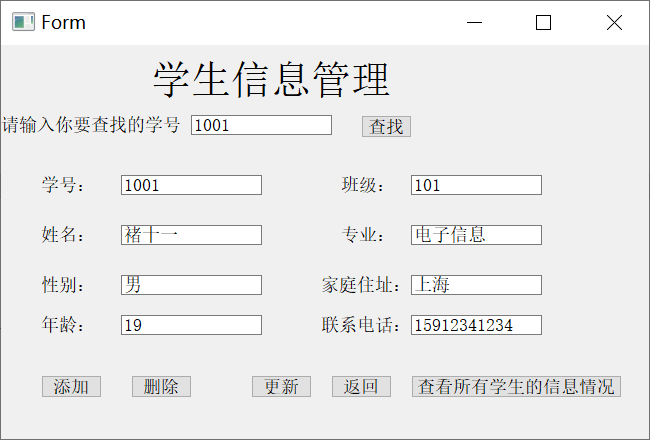 Form
学生信息管理
请输入你要查找的学号 1001 查找
学号： 1001 班级： 101
姓名： 褚十一 专业： 电子信息
性别： 男 家庭住址： 上海
年龄： 19 联系电话： 15912341234
添加 删除 更新 返回 查看所有学生的信息情况